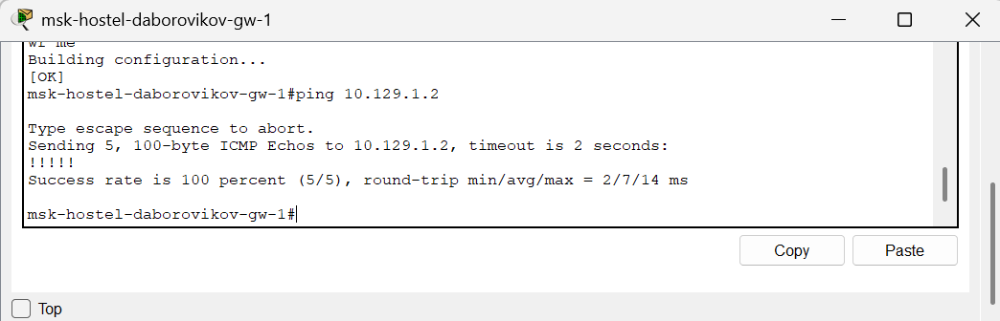 msk-hostel-daborovikov-gw-1
wr me
Building configuration...
[OK]
msk-hostel-daborovikov-gw-1#ping 10.129.1.2
Type escape sequence to abort.
Sending 5, 100-byte ICMP Echos to 10.129.1.2, timeout is 2 seconds:
!!!!!
Success rate is 100 percent (5/5), round-trip min/avg/max = 2/7/14 ms
msk-hostel-daborovikov-gw-1#
Copy Paste
Top